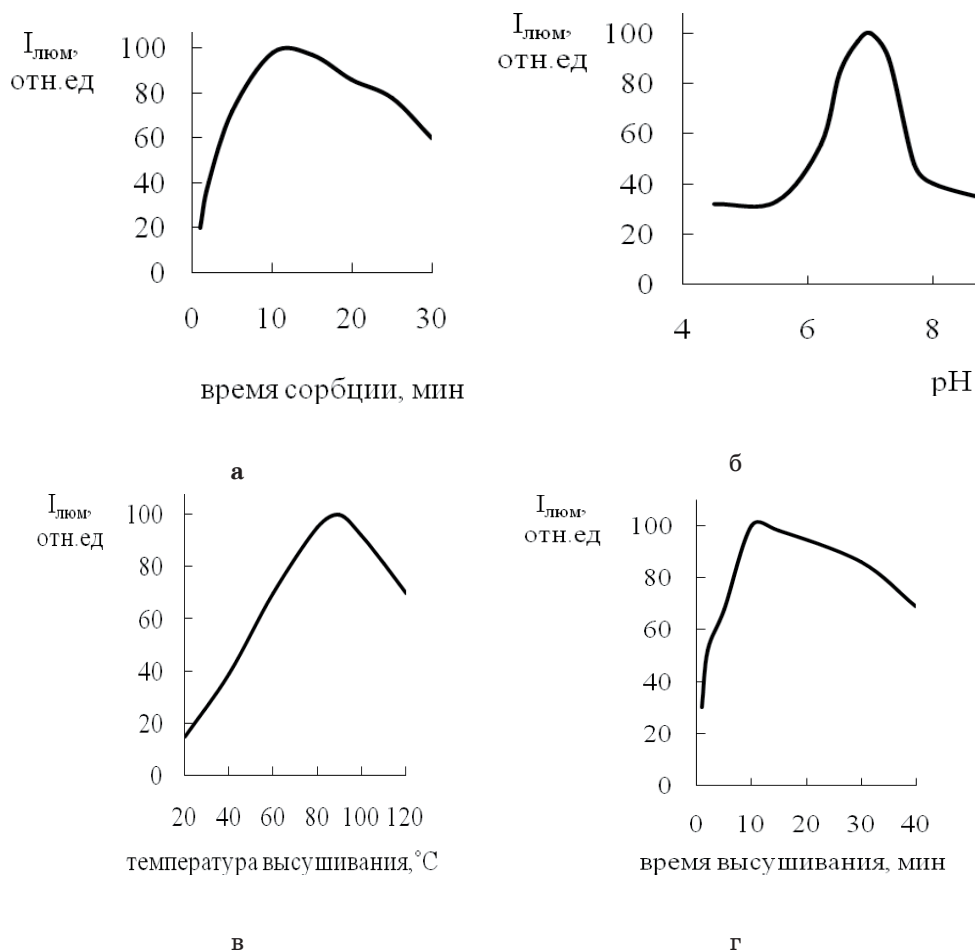 Iлюм,
отн.ед
100
80
60
40
20
0
0 10 20 30
время сорбции, мин
а
Iлюм,
отн.ед
100
80
60
40
20
0
4 6 8
pH
б
Iлюм,
отн.ед
100
80
60
40
20
0
20 40 60 80 100 120
температура высушивания,°С
в
Iлюм,
отн.ед
100
80
60
40
20
0
0 10 20 30 40
время высушивания, мин
г